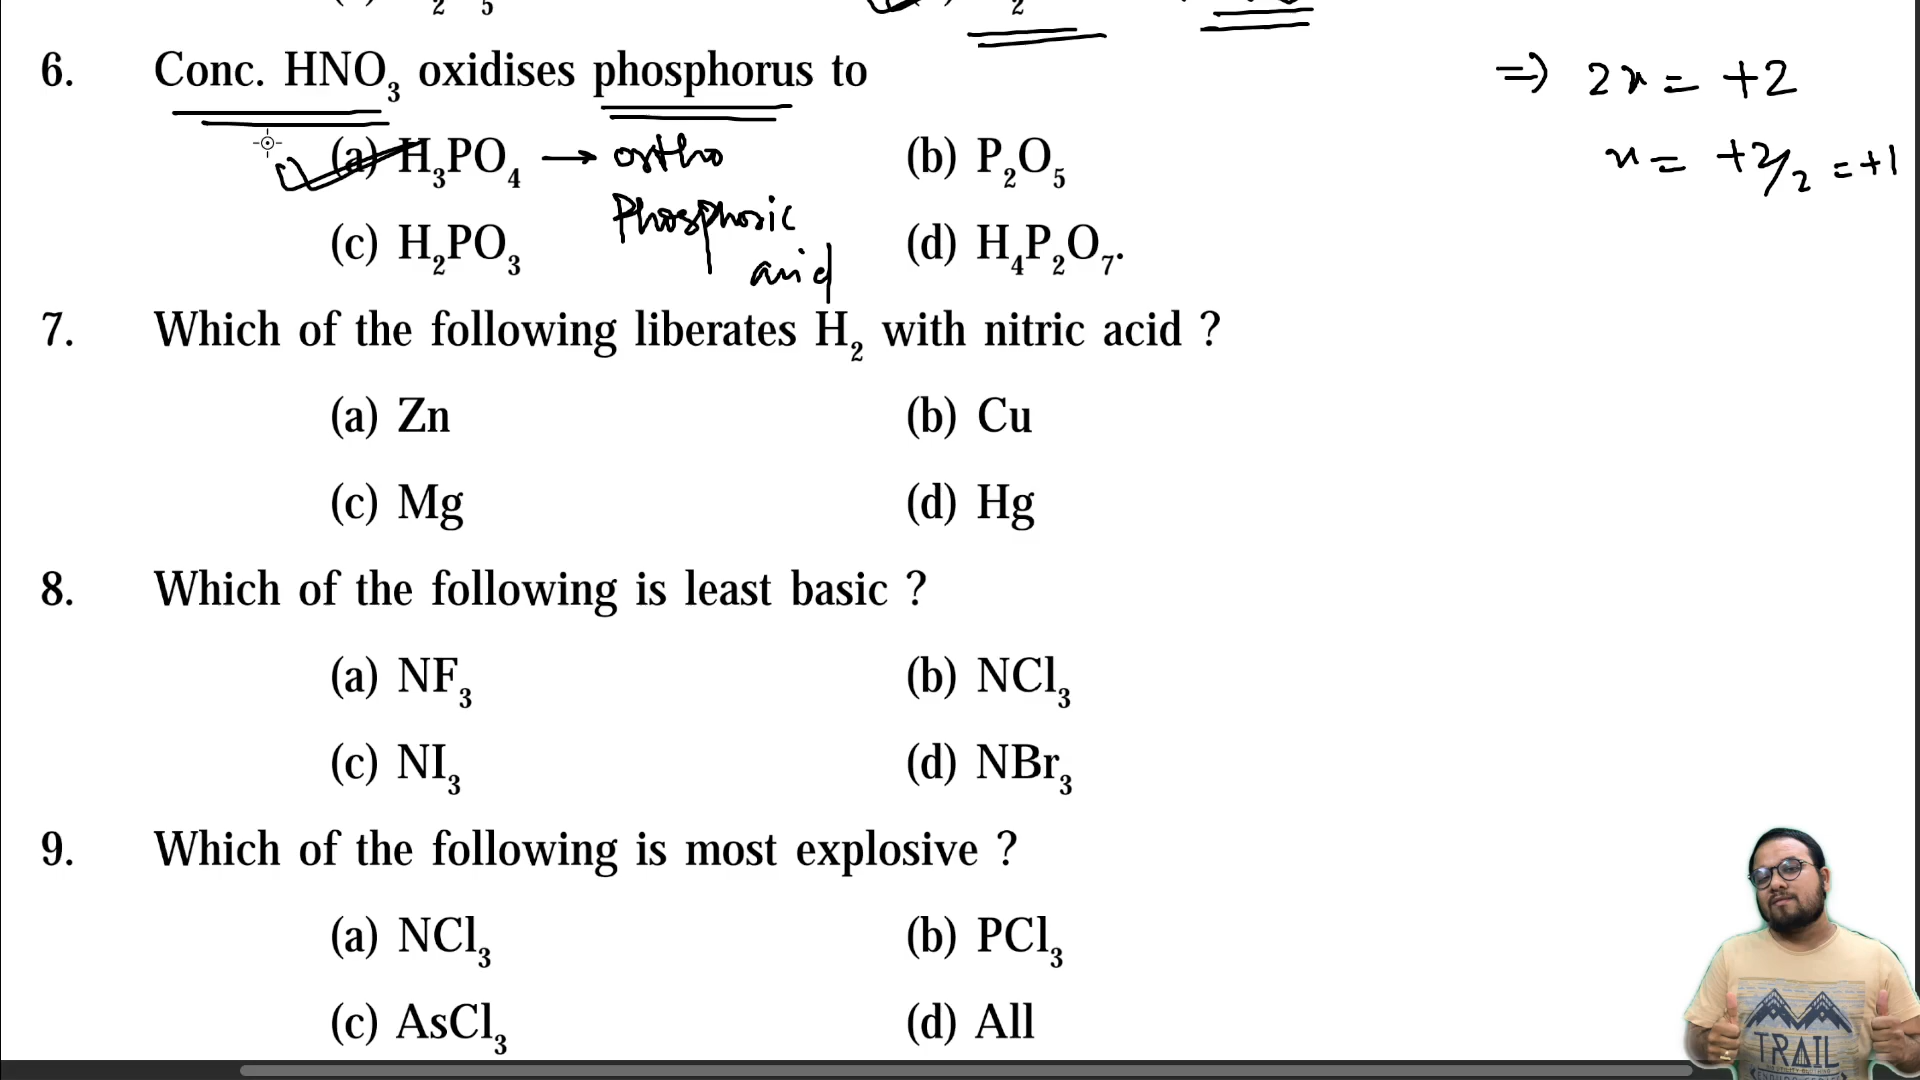 6. Conc. HNO₃ oxidises phosphorus to
(a) H₃PO₄ → ortho
Phosphoric
acid
(b) P₂O₅
(c) H₂PO₃
(d) H₄P₂O₇.
⇒ 2x = +2
x = +2/2 = +1
7. Which of the following liberates H₂ with nitric acid ?
(a) Zn (b) Cu
(c) Mg (d) Hg
8. Which of the following is least basic ?
(a) NF₃ (b) NCl₃
(c) NI₃ (d) NBr₃
9. Which of the following is most explosive ?
(a) NCl₃ (b) PCl₃
(c) AsCl₃ (d) All
TRAIL